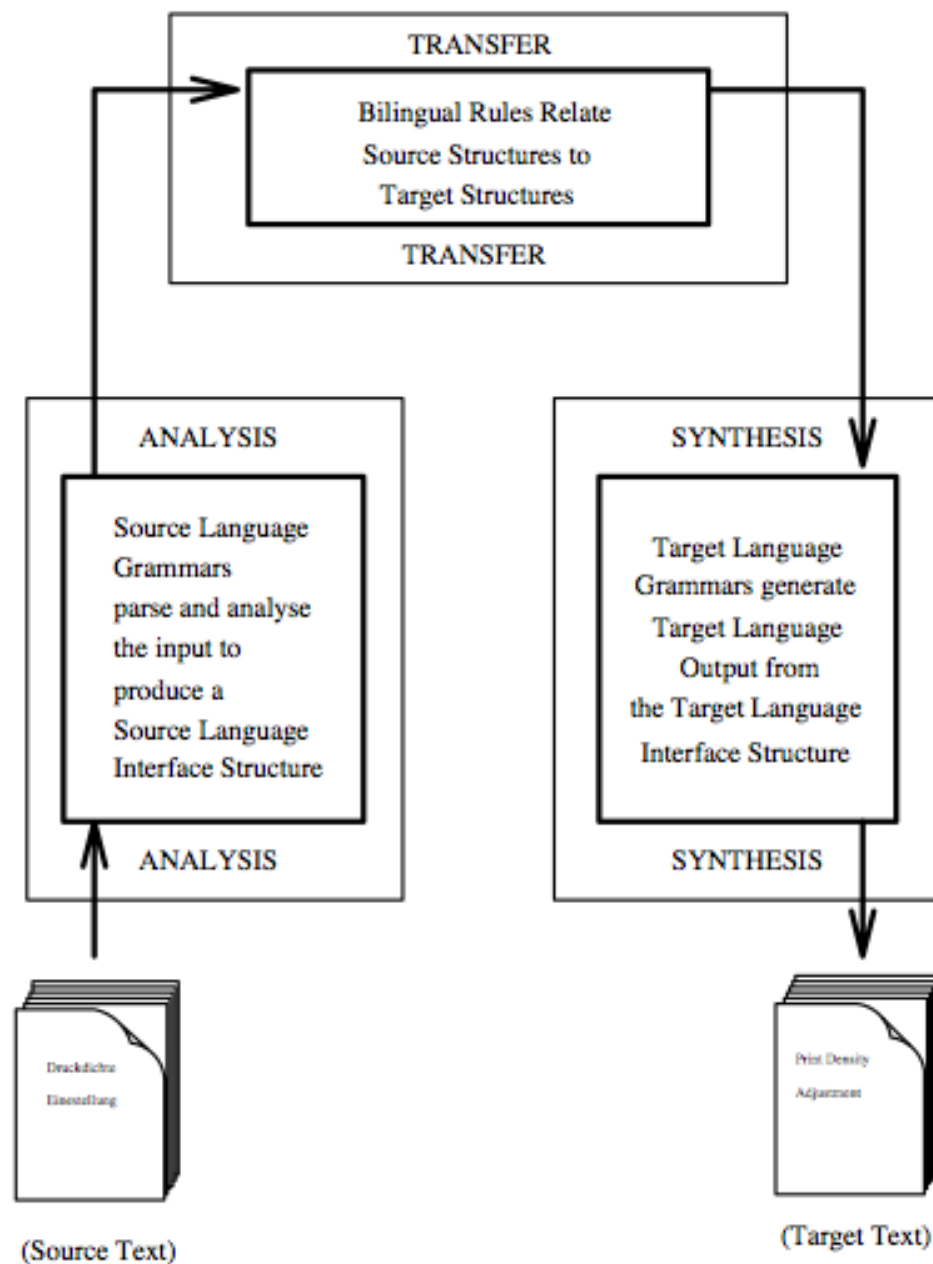 TRANSFER
Bilingual Rules Relate
Source Structures to
Target Structures
TRANSFER
ANALYSIS
Source Language
Grammars
parse and analyse
the input to
produce a
Source Language
Interface Structure
ANALYSIS
SYNTHESIS
Target Language
Grammars generate
Target Language
Output from
the Target Language
Interface Structure
SYNTHESIS
Druckdichte
Einestellung
(Source Text)
Print Density
Adjustment
(Target Text)